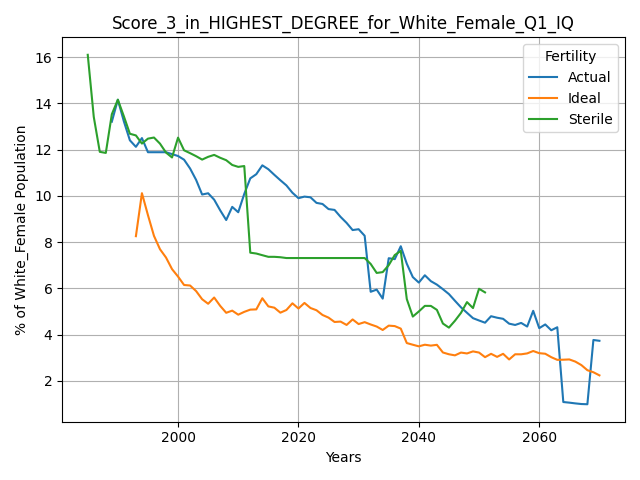 Score_3_in_HIGHEST_DEGREE_for_White_Female_Q1_IQ
Fertility
Actual
Ideal
Sterile
% of White_Female Population
16
14
12
10
8
6
4
2
2000
2020
2040
2060
Years